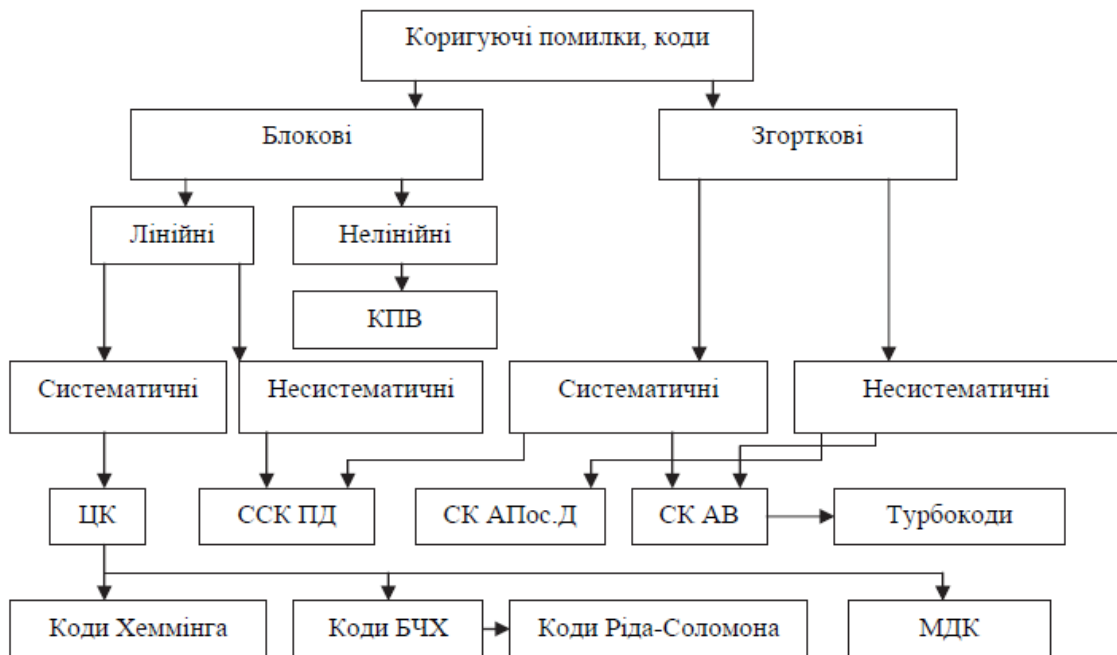 Коригуючі помилки, коди
Блокові
Згорткові
Лінійні
Нелінійні
КПВ
Систематичні
Несистематичні
Систематичні
Несистематичні
ЦК
ССК ПД
СК АПос.Д
СК АВ
Турбокоди
Коди Хеммінга
Коди БЧХ
Коди Ріда-Соломона
МДК